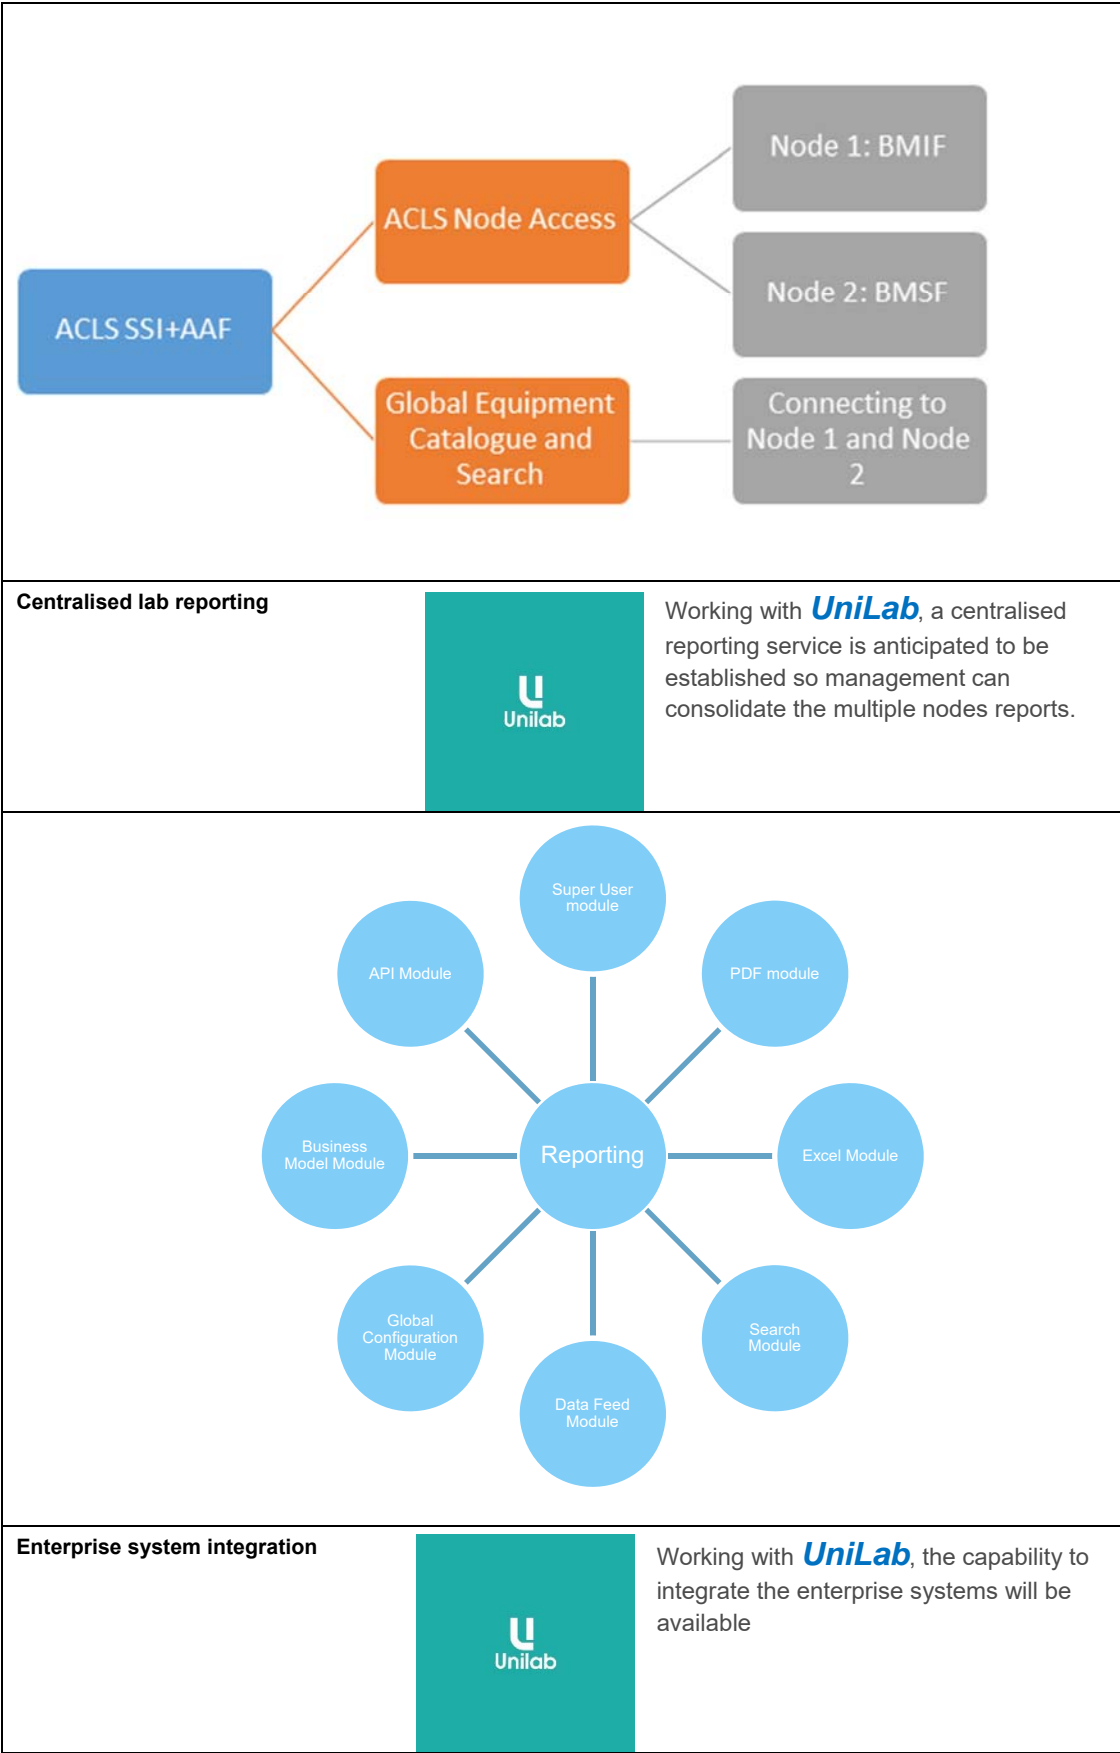 Node 1: BMIF
ACLS Node Access
Node 2: BMSF
ACLS SSI+AAF
Global Equipment
Catalogue and
Search
Connecting to
Node 1 and Node
2
Centralised lab reporting
Unilab
Working with UniLab, a centralised
reporting service is anticipated to be
established so management can
consolidate the multiple nodes reports.
Super User
module
API Module
PDF module
Business
Model Module
Reporting
Excel Module
Global
Configuration
Module
Search
Module
Data Feed
Module
Enterprise system integration
Unilab
Working with UniLab, the capability to
integrate the enterprise systems will be
available